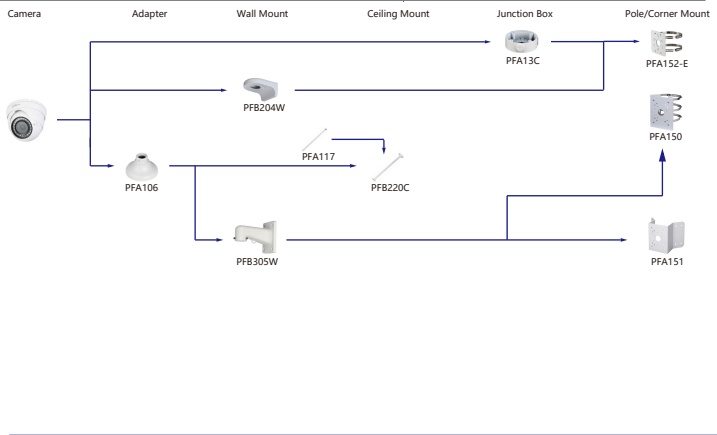 Camera Adapter Wall Mount Ceiling Mount Junction Box Pole/Corner Mount
PFA13C
PFA152-E
PFB204W
PFA150
PFA117
PFA106
PFB220C
PFB305W
PFA151